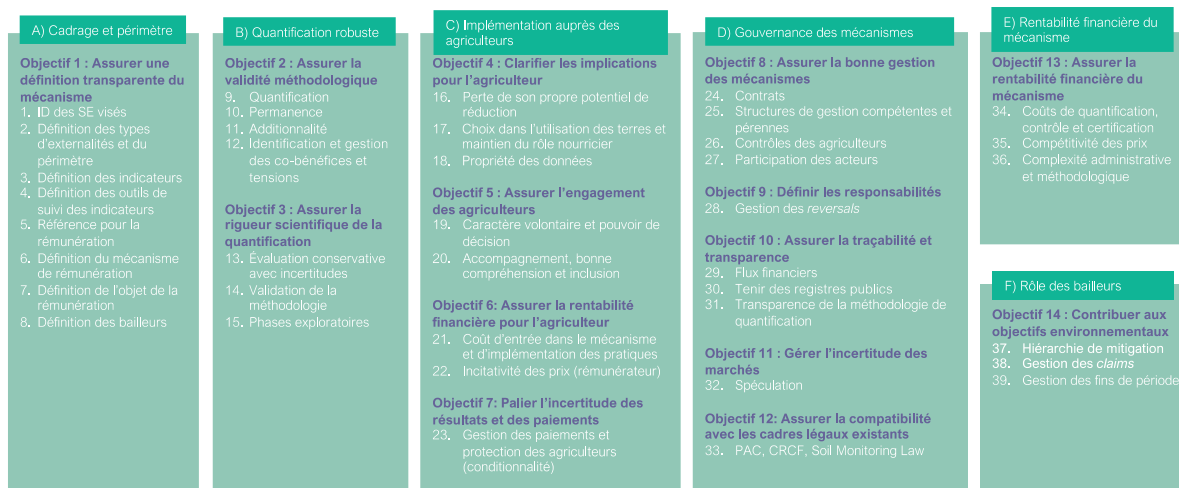 A) Cadrage et périmètre
Objectif 1 : Assurer une
définition transparente du
mécanisme
1. ID des SE visés
2. Définition des types
d'externalités et du
périmètre
3. Définition des indicateurs
4. Définition des outils de
suivi des indicateurs
5. Référence pour la
rémunération
6. Définition du mécanisme
de rémunération
7. Définition de l'objet de la
rémunération
8. Définition des bailleurs
B) Quantification robuste
Objectif 2 : Assurer la
validité méthodologique
9. Quantification
10. Permanence
11. Additionnalité
12. Identification et gestion
des co-bénéfices et
tensions
Objectif 3 : Assurer la
rigueur scientifique de la
quantification
13. Évaluation conservative
avec incertitudes
14. Validation de la
méthodologie
15. Phases exploratoires
C) Implémentation auprès des
agriculteurs
Objectif 4 : Clarifier les implications
pour l'agriculteur
16. Perte de son propre potentiel de
réduction
17. Choix dans l'utilisation des terres et
maintien du rôle nourricier
18. Propriété des données
Objectif 5 : Assurer l'engagement
des agriculteurs
19. Caractère volontaire et pouvoir de
décision
20. Accompagnement, bonne
compréhension et inclusion
Objectif 6: Assurer la rentabilité
financière pour l'agriculteur
21. Coût d'entrée dans le mécanisme
et d'implémentation des pratiques
22. Incitativité des prix (rémunérateur)
Objectif 7: Palier l'incertitude des
résultats et des paiements
23. Gestion des paiements et
protection des agriculteurs
(conditionnalité)
D) Gouvernance des mécanismes
Objectif 8 : Assurer la bonne gestion
des mécanismes
24. Contrats
25. Structures de gestion compétentes et
pérennes
26. Contrôles des agriculteurs
27. Participation des acteurs
Objectif 9 : Définir les responsabilités
28. Gestion des reversals
Objectif 10 : Assurer la traçabilité et
transparence
29. Flux financiers
30. Tenir des registres publics
31. Transparence de la méthodologie de
quantification
Objectif 11 : Gérer l'incertitude des
marchés
32. Spéculation
Objectif 12: Assurer la compatibilité
avec les cadres légaux existants
33. PAC, CRCF, Soil Monitoring Law
E) Rentabilité financière du
mécanisme
Objectif 13 : Assurer la
rentabilité financière du
mécanisme
34. Coûts de quantification,
contrôle et certification
35. Compétitivité des prix
36. Complexité administrative
et méthodologique
F) Rôle des bailleurs
Objectif 14 : Contribuer aux
objectifs environnementaux
37. Hiérarchie de mitigation
38. Gestion des claims
39. Gestion des fins de période